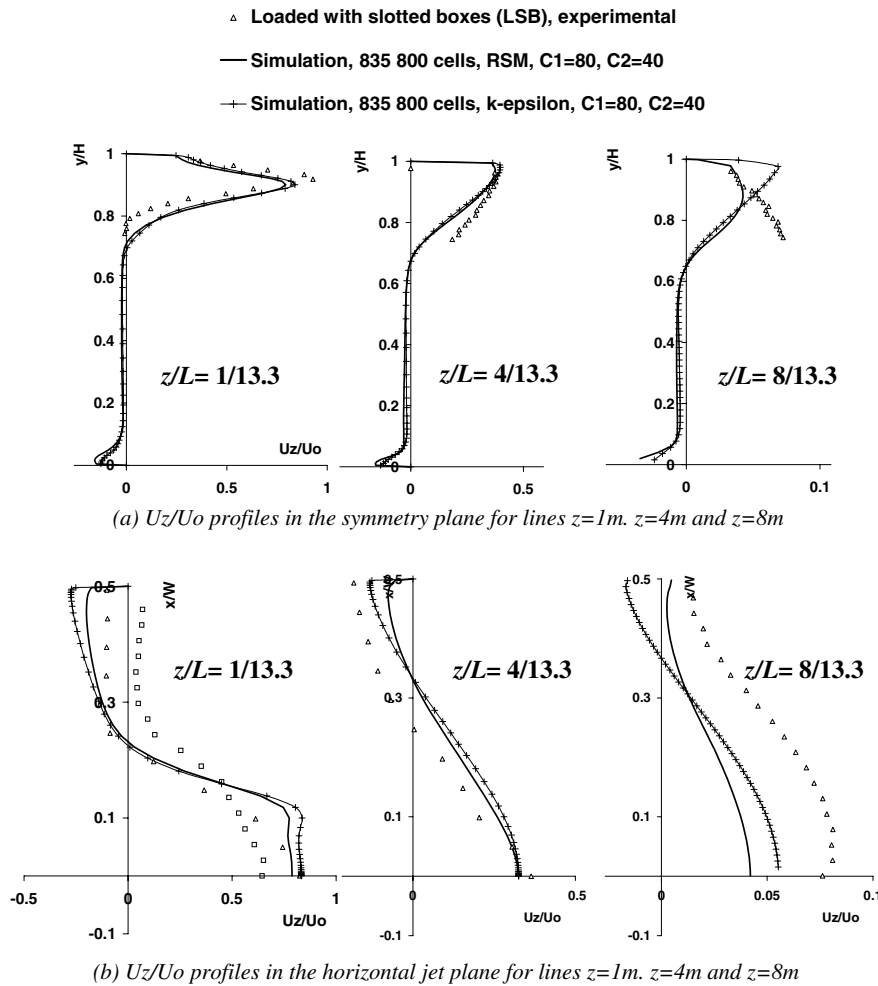 Loaded with slotted boxes (LSB), experimental
Simulation, 835 800 cells, RSM, C1=80, C2=40
Simulation, 835 800 cells, k-epsilon, C1=80, C2=40
y/H
1
0.8
0.6
0.4
0.2
0
z/L= 1/13.3
Uz/Uo
0
0.5
1
y/H
1
0.8
0.6
0.4
0.2
0
z/L= 4/13.3
0
0.5
y/H
1
0.8
0.6
0.4
0.2
0
z/L= 8/13.3
0
0.1
(a) Uz/Uo profiles in the symmetry plane for lines z=1m. z=4m and z=8m
x/W
0.5
0.3
0.1
-0.1
z/L= 1/13.3
-0.5
0
0.5
1
Uz/Uo
x/W
0.5
0.3
0.1
-0.1
z/L= 4/13.3
0
0.5
Uz/Uo
x/W
0.5
0.3
0.1
-0.1
z/L= 8/13.3
0
0.05
0.1
Uz/Uo
(b) Uz/Uo profiles in the horizontal jet plane for lines z=1m. z=4m and z=8m